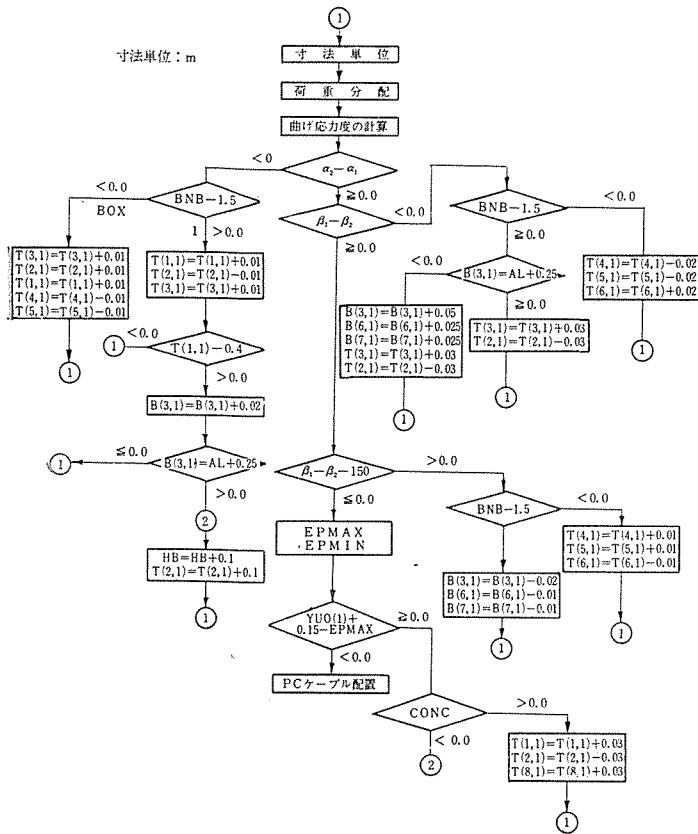 1
寸法単位：m
寸法単位
荷重分配
曲げ応力度の計算
<0
α₂−α₁
≧0.0
<0.0
BOX
BNB−1.5
1 >0.0
β₁−β₂
<0.0
≧0.0
BNB−1.5
<0.0
≧0.0
T(3,1)=T(3,1)+0.01
T(2,1)=T(2,1)+0.01
T(1,1)=T(1,1)+0.01
T(4,1)=T(4,1)−0.01
T(5,1)=T(5,1)−0.01
1
T(1,1)=T(1,1)+0.01
T(2,1)=T(2,1)−0.01
T(3,1)=T(3,1)+0.01
<0.0
B(3,1)=AL+0.25
≧0.0
T(4,1)=T(4,1)−0.02
T(5,1)=T(5,1)−0.02
T(6,1)=T(6,1)+0.02
1
B(3,1)=B(3,1)+0.05
B(6,1)=B(6,1)+0.025
B(7,1)=B(7,1)+0.025
T(3,1)=T(3,1)+0.03
T(2,1)=T(2,1)−0.03
1
T(3,1)=T(3,1)+0.03
T(2,1)=T(2,1)−0.03
1
<0.0
1
T(1,1)−0.4
>0.0
B(3,1)=B(3,1)+0.02
≦0.0
1
B(3,1)=AL+0.25
>0.0
2
HB=HB+0.1
T(2,1)=T(2,1)+0.1
1
β₁−β₂−150
>0.0
≦0.0
BNB−1.5
<0.0
T(4,1)=T(4,1)+0.01
T(5,1)=T(5,1)+0.01
T(6,1)=T(6,1)−0.01
1
B(3,1)=B(3,1)−0.02
B(6,1)=B(6,1)−0.01
B(7,1)=B(7,1)−0.01
1
EPMAX
EPMIN
YUO(1)+
0.15−EPMAX
≧0.0
<0.0
PCケーブル配置
CONC
>0.0
<0.0
2
T(1,1)=T(1,1)+0.03
T(2,1)=T(2,1)−0.03
T(8,1)=T(8,1)+0.03
1